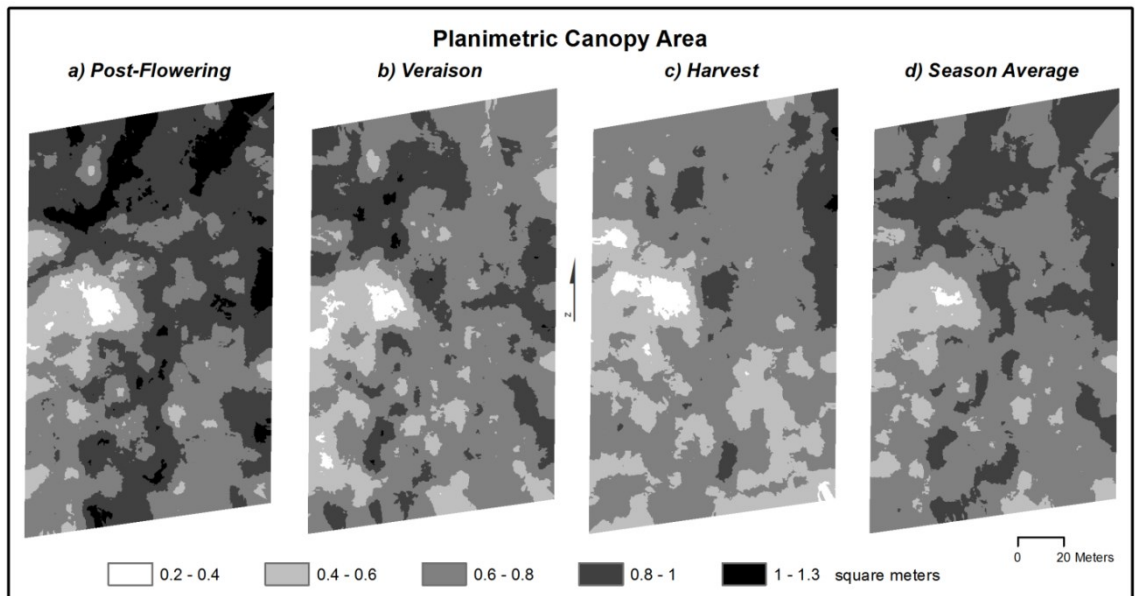 Planimetric Canopy Area
a) Post-Flowering
b) Veraison
c) Harvest
d) Season Average
N
0 20 Meters
0.2 - 0.4
0.4 - 0.6
0.6 - 0.8
0.8 - 1
1 - 1.3
square meters